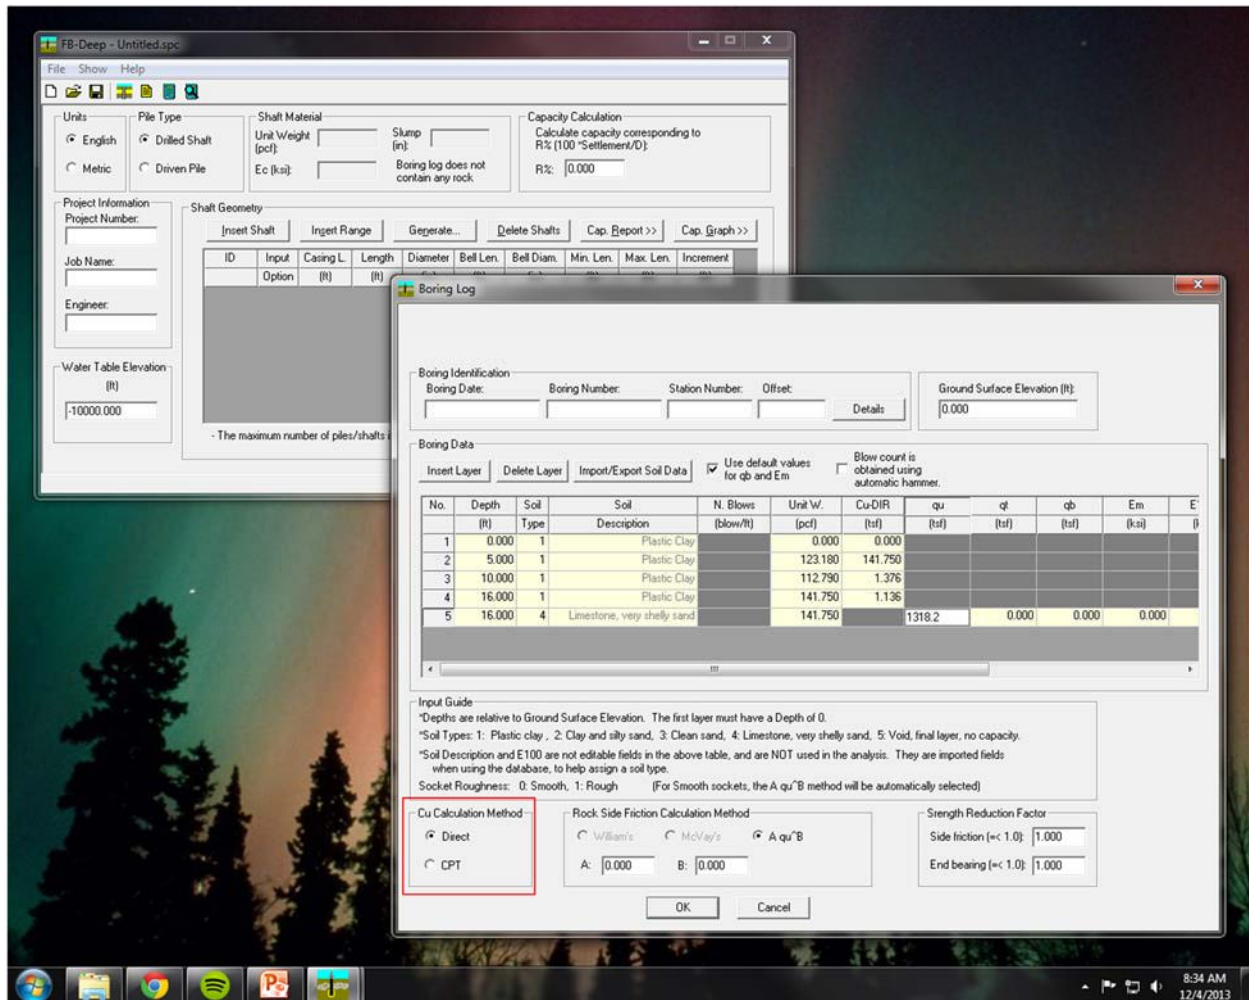 FB-Deep - Untitled.spc
File Show Help
Units
English
Metric
Pile Type
Drilled Shaft
Driven Pile
Shaft Material
Unit Weight (pcf):
Slump (in):
Ec (ksi):
Boring log does not
contain any rock
Capacity Calculation
Calculate capacity corresponding to
R% (100 *Settlement/D):
R%: 0.000
Project Information
Project Number:
Job Name:
Engineer:
Water Table Elevation
(ft)
-10000.000
Shaft Geometry
Insert Shaft Insert Range Generate... Delete Shafts Cap. Report >> Cap. Graph >>
ID Input Casing L. Length Diameter Bell Len. Bell Diam. Min. Len. Max. Len. Increment
Option (ft) (ft)
- The maximum number of piles/shafts i
Boring Log
Boring Identification
Boring Date: Boring Number: Station Number: Offset:
Details
Ground Surface Elevation (ft):
0.000
Boring Data
Insert Layer Delete Layer Import/Export Soil Data
Use default values
for qb and Em
Blow count is
obtained using
automatic hammer.
No. Depth Soil Soil N. Blows Unit W. Cu-DIR qu qt qb Em E
(ft) Type Description (blow/ft) (pcf) (tsf) (tsf) (tsf) (tsf) (ksi)
1 0.000 1 Plastic Clay 0.000 0.000
2 5.000 1 Plastic Clay 123.180 141.750
3 10.000 1 Plastic Clay 112.790 1.376
4 16.000 1 Plastic Clay 141.750 1.136
5 16.000 4 Limestone, very shelly sand 141.750 1318.2 0.000 0.000 0.000
Input Guide
*Depths are relative to Ground Surface Elevation. The first layer must have a Depth of 0.
*Soil Types: 1: Plastic clay , 2: Clay and silty sand, 3: Clean sand, 4: Limestone, very shelly sand, 5: Void, final layer, no capacity.
*Soil Description and E100 are not editable fields in the above table, and are NOT used in the analysis. They are imported fields
when using the database, to help assign a soil type.
Socket Roughness: 0: Smooth, 1: Rough (For Smooth sockets, the A qu^B method will be automatically selected)
Cu Calculation Method
Direct
CPT
Rock Side Friction Calculation Method
William's McVay's A qu^B
A: 0.000 B: 0.000
Srength Reduction Factor
Side friction (=< 1.0): 1.000
End bearing (=< 1.0): 1.000
OK Cancel
8:34 AM
12/4/2013